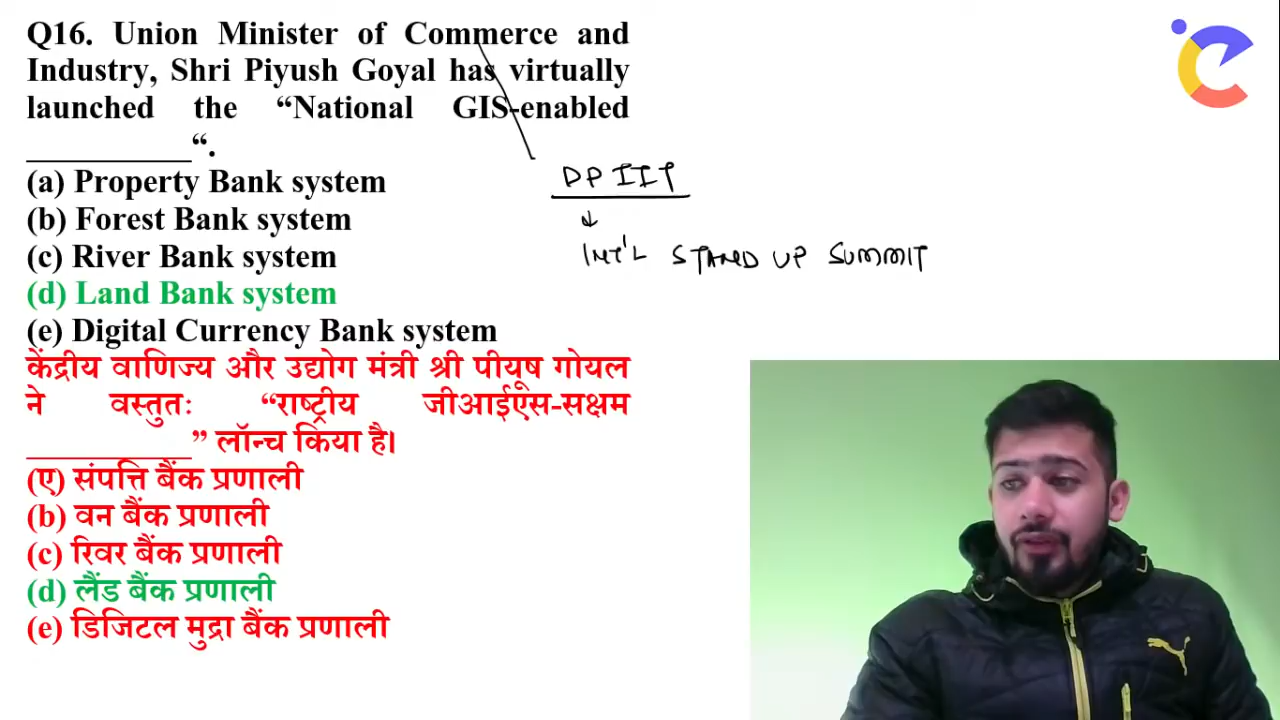 Q16. Union Minister of Commerce and
Industry, Shri Piyush Goyal has virtually
launched the “National GIS-enabled
__________“.
(a) Property Bank system
(b) Forest Bank system
(c) River Bank system
(d) Land Bank system
(e) Digital Currency Bank system
केंद्रीय वाणिज्य और उद्योग मंत्री श्री पीयूष गोयल
ने वस्तुतः “राष्ट्रीय जीआईएस-सक्षम
__________” लॉन्च किया है।
(ए) संपत्ति बैंक प्रणाली
(b) वन बैंक प्रणाली
(c) रिवर बैंक प्रणाली
(d) लैंड बैंक प्रणाली
(e) डिजिटल मुद्रा बैंक प्रणाली
DPIIT
INT'L STAND UP SUMMIT